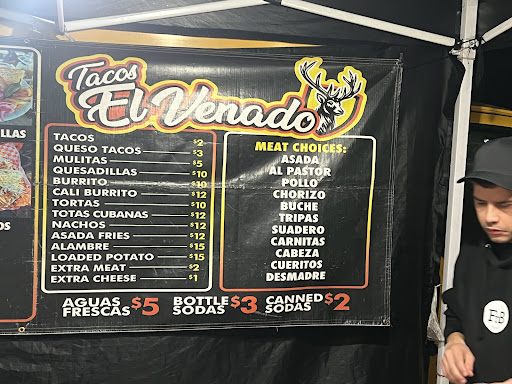 Tacos
El Venado
LLAS
OS
TACOS $2
QUESO TACOS $3
MULITAS $5
QUESADILLAS $10
BURRITO $10
CALI BURRITO $12
TORTAS $10
TOTAS CUBANAS $12
NACHOS $12
ASADA FRIES $12
ALAMBRE $15
LOADED POTATO $15
EXTRA MEAT $2
EXTRA CHEESE $1
MEAT CHOICES:
ASADA
AL PASTOR
POLLO
CHORIZO
BUCHE
TRIPAS
SUADERO
CARNITAS
CABEZA
CUERITOS
DESMADRE
AGUAS FRESCAS $5
BOTTLE SODAS $3
CANNED SODAS $2